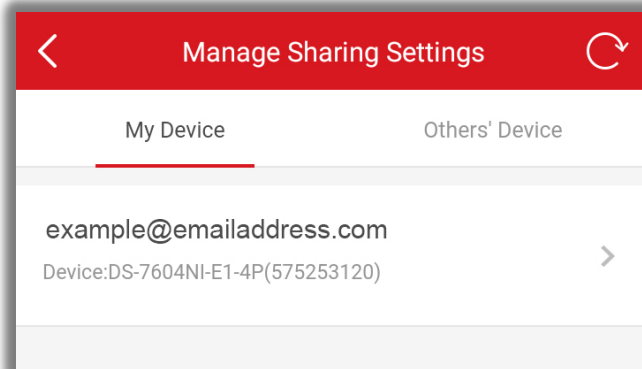 Manage Sharing Settings
My Device
Others' Device
example@emailaddress.com
Device:DS-7604NI-E1-4P(575253120)